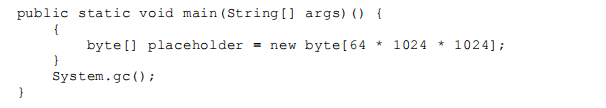 public static void main(String[] args)() {
    {
        byte[] placeholder = new byte[64 * 1024 * 1024];
    }
    System.gc();
}